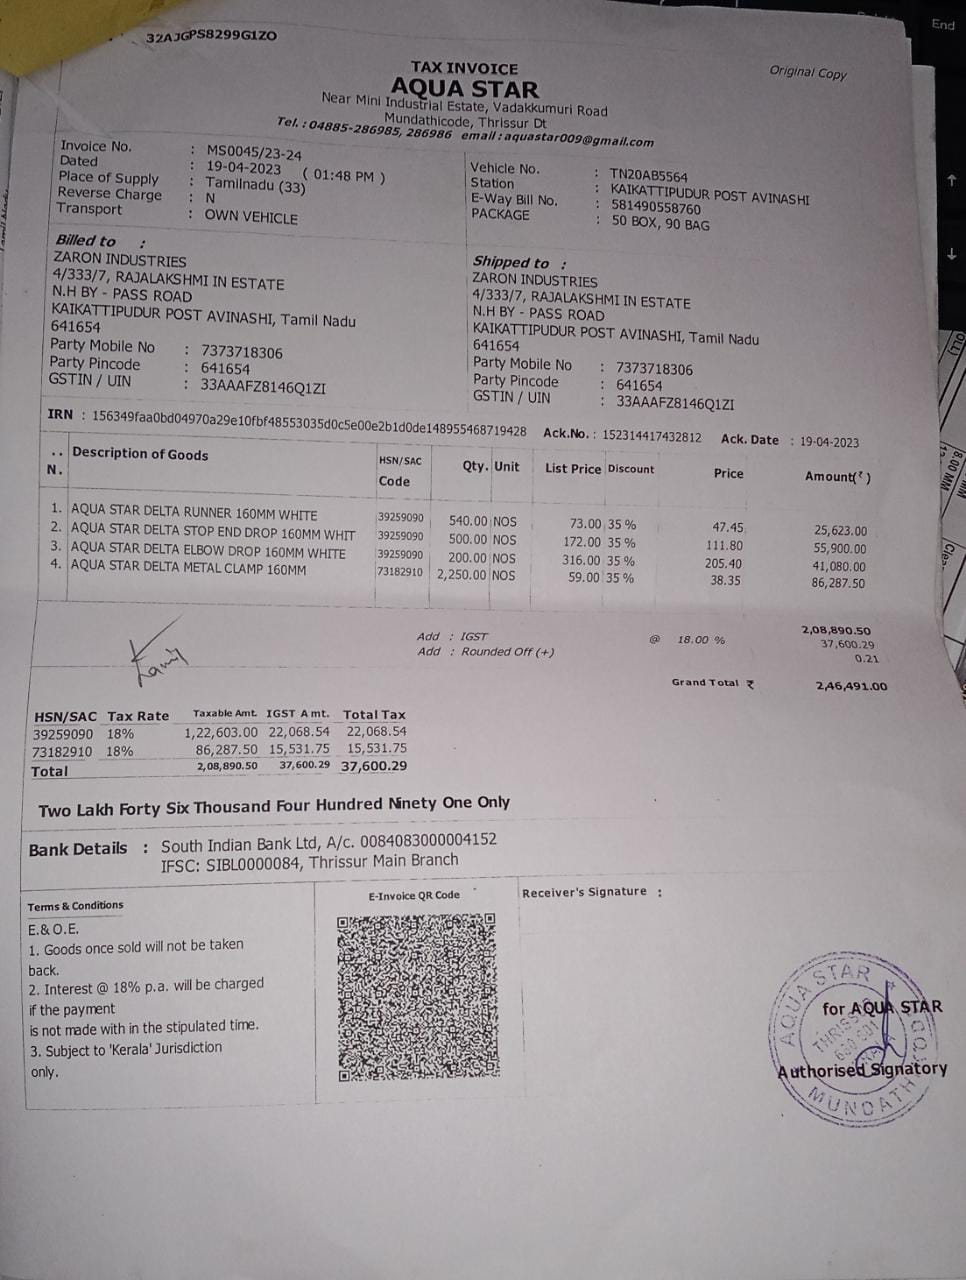 32AJGPS8299G1ZO
Original Copy
TAX INVOICE
AQUA STAR
Near Mini Industrial Estate, Vadakkumuri Road
Mundathicode, Thrissur Dt
Tel. : 04885-286985, 286986 email : aquastar009@gmail.com
Invoice No. : MS0045/23-24
Dated : 19-04-2023 ( 01:48 PM )
Place of Supply : Tamilnadu (33)
Reverse Charge : N
Transport : OWN VEHICLE
Vehicle No. : TN20AB5564
Station : KAIKATTIPUDUR POST AVINASHI
E-Way Bill No. : 581490558760
PACKAGE : 50 BOX, 90 BAG
Billed to :
ZARON INDUSTRIES
4/333/7, RAJALAKSHMI IN ESTATE
N.H BY - PASS ROAD
KAIKATTIPUDUR POST AVINASHI, Tamil Nadu
641654
Party Mobile No : 7373718306
Party Pincode : 641654
GSTIN / UIN : 33AAAFZ8146Q1ZI
Shipped to :
ZARON INDUSTRIES
4/333/7, RAJALAKSHMI IN ESTATE
N.H BY - PASS ROAD
KAIKATTIPUDUR POST AVINASHI, Tamil Nadu
641654
Party Mobile No : 7373718306
Party Pincode : 641654
GSTIN / UIN : 33AAAFZ8146Q1ZI
IRN : 156349faa0bd04970a29e10fbf48553035d0c5e00e2b1d0de148955468719428 Ack.No. : 152314417432812 Ack. Date : 19-04-2023
.. N. Description of Goods HSN/SAC Code Qty. Unit List Price Discount Price Amount(₹ )
1. AQUA STAR DELTA RUNNER 160MM WHITE 39259090 540.00 NOS 73.00 35 % 47.45 25,623.00
2. AQUA STAR DELTA STOP END DROP 160MM WHIT 39259090 500.00 NOS 172.00 35 % 111.80 55,900.00
3. AQUA STAR DELTA ELBOW DROP 160MM WHITE 39259090 200.00 NOS 316.00 35 % 205.40 41,080.00
4. AQUA STAR DELTA METAL CLAMP 160MM 73182910 2,250.00 NOS 59.00 35 % 38.35 86,287.50
2,08,890.50
Add : IGST @ 18.00 % 37,600.29
Add : Rounded Off (+) 0.21
Grand Total ₹ 2,46,491.00
HSN/SAC Tax Rate Taxable Amt. IGST Amt. Total Tax
39259090 18% 1,22,603.00 22,068.54 22,068.54
73182910 18% 86,287.50 15,531.75 15,531.75
Total 2,08,890.50 37,600.29 37,600.29
Two Lakh Forty Six Thousand Four Hundred Ninety One Only
Bank Details : South Indian Bank Ltd, A/c. 0084083000004152
IFSC: SIBL0000084, Thrissur Main Branch
Terms & Conditions
E.& O.E.
1. Goods once sold will not be taken
back.
2. Interest @ 18% p.a. will be charged
if the payment
is not made with in the stipulated time.
3. Subject to 'Kerala' Jurisdiction
only.
E-Invoice QR Code
Receiver's Signature :
for AQUA STAR
Authorised Signatory
AQUA STAR
End